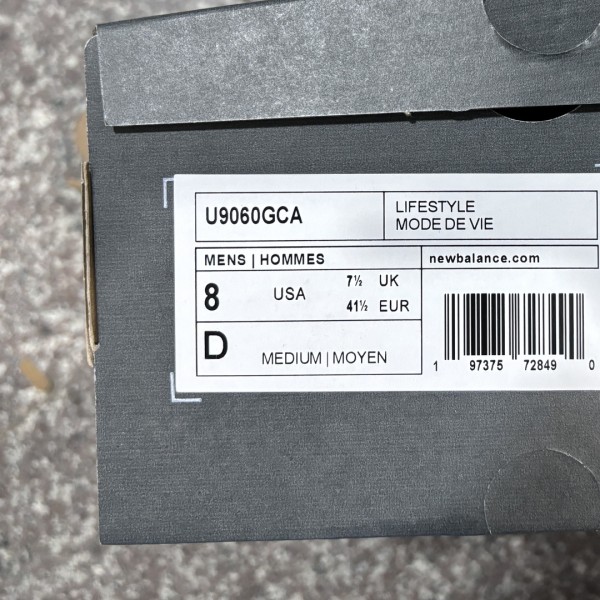 U9060GCA
LIFESTYLE
MODE DE VIE
MENS | HOMMES
newbalance.com
8 USA 7½ UK
41½ EUR
D MEDIUM | MOYEN
1 97375 72849 0